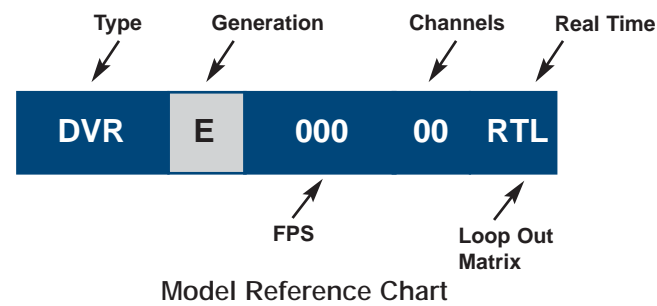 Type Generation Channels Real Time
DVR E 000 00 RTL
FPS Loop Out
Matrix
Model Reference Chart